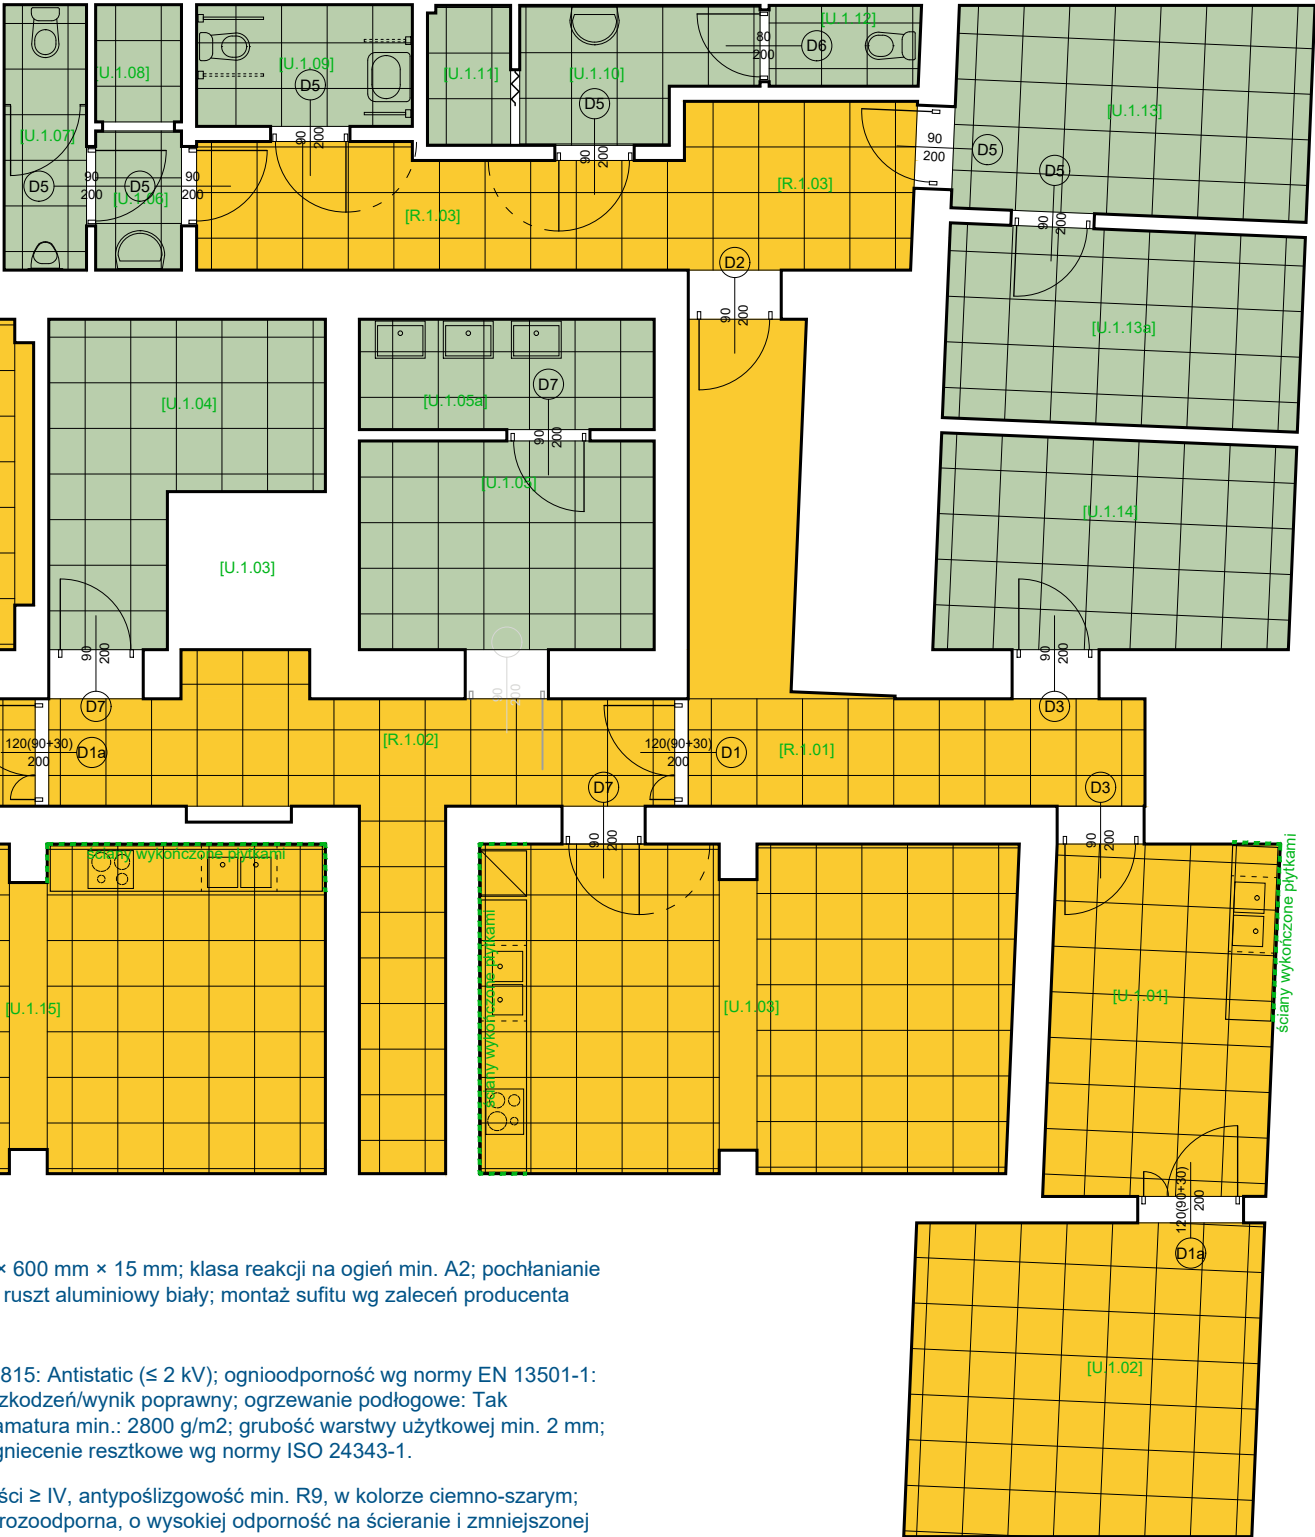 [U.1.12]
80
D6
200
[U.1.08]
[U.1.09]
D5
[U.1.11]
[U.1.10]
D5
[U.1.13]
[U.1.07]
90
200
90
200
90
200
D5
D5
D5
90
200
D5
90
200
[U.1.06]
[R.1.03]
[R.1.03]
90
200
D2
90
200
[U.1.13a]
[U.1.04]
D7
[U.1.05a]
90
200
[U.1.05]
[U.1.14]
[U.1.03]
90
200
90
200
90
200
D7
D3
[R.1.02]
120(90+30)
200
D1a
120(90+30)
200
D1
[R.1.01]
D7
D3
90
200
90
200
ściany wykończone płytkami
ściany wykończone płytkami
ściany wykończone płytkami
[U.1.15]
[U.1.03]
[U.1.01]
120(90+30)
200
D1a
[U.1.02]
× 600 mm × 15 mm; klasa reakcji na ogień min. A2; pochłanianie
ruszt aluminiowy biały; montaż sufitu wg zaleceń producenta
815: Antistatic (≤ 2 kV); ognioodporność wg normy EN 13501-1:
zkodzeń/wynik poprawny; ogrzewanie podłogowe: Tak
amatura min.: 2800 g/m2; grubość warstwy użytkowej min. 2 mm;
gniecenie resztkowe wg normy ISO 24343-1.
ści ≥ IV, antypoślizgowość min. R9, w kolorze ciemno-szarym;
rozoodporna, o wysokiej odporność na ścieranie i zmniejszonej